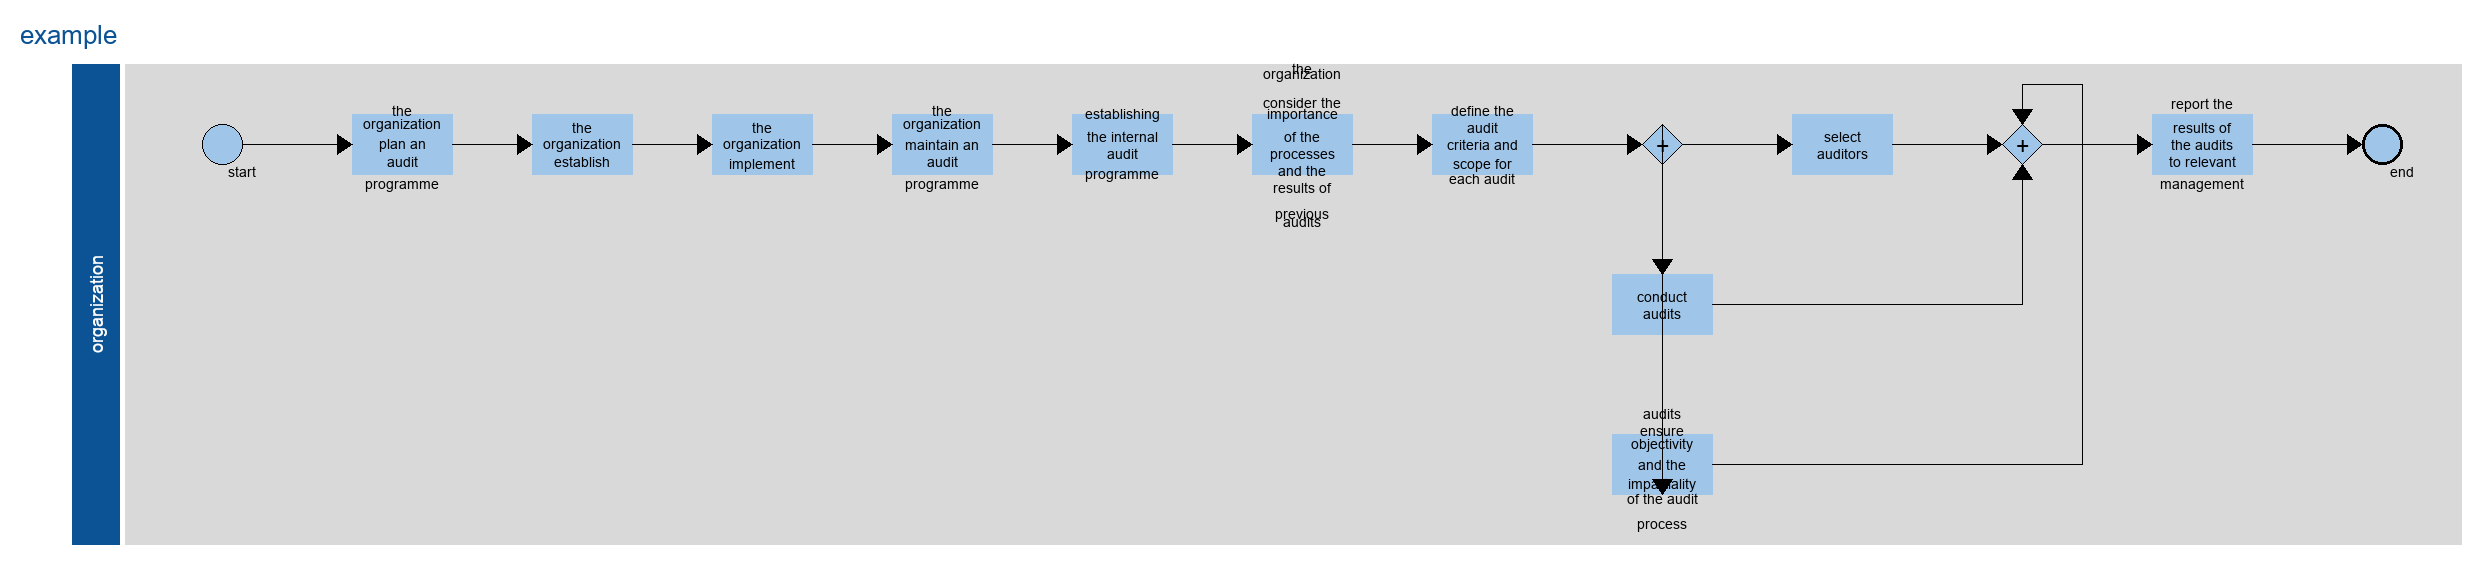 example
organization
start
the
organization
plan an
audit
programme
the
organization
establish
the
organization
implement
the
organization
maintain an
audit
programme
establishing
the internal
audit
programme
the
organization
consider the
importance
of the
processes
and the
results of
previous
audits
define the
audit
criteria and
scope for
each audit
+
select
auditors
+
conduct
audits
audits
ensure
objectivity
and the
impartiality
of the audit
process
report the
results of
the audits
to relevant
management
end